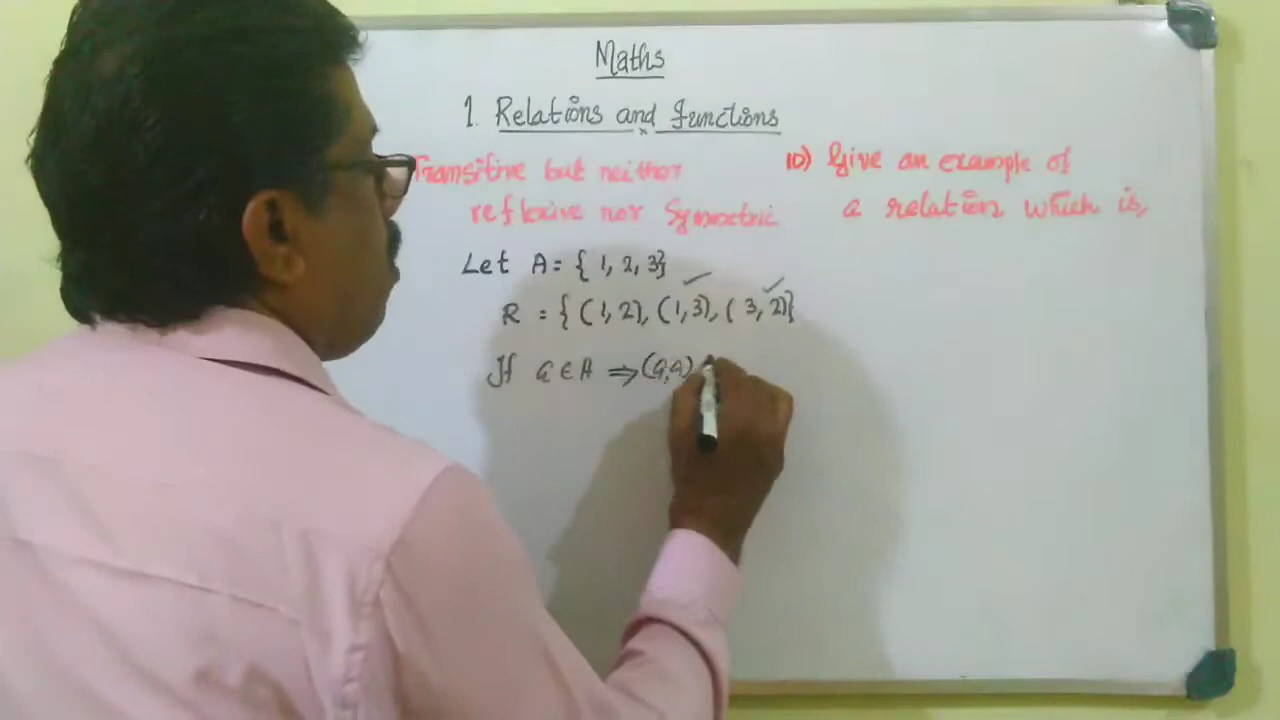 Maths
1. Relations and Functions
Transitive but neither
reflexive nor Symmetric
10) Give an example of
a relation which is,
Let A = { 1, 2, 3}
R = { (1, 2), (1, 3), ( 3, 2)}
If a ∈ A ⇒ (a, a)